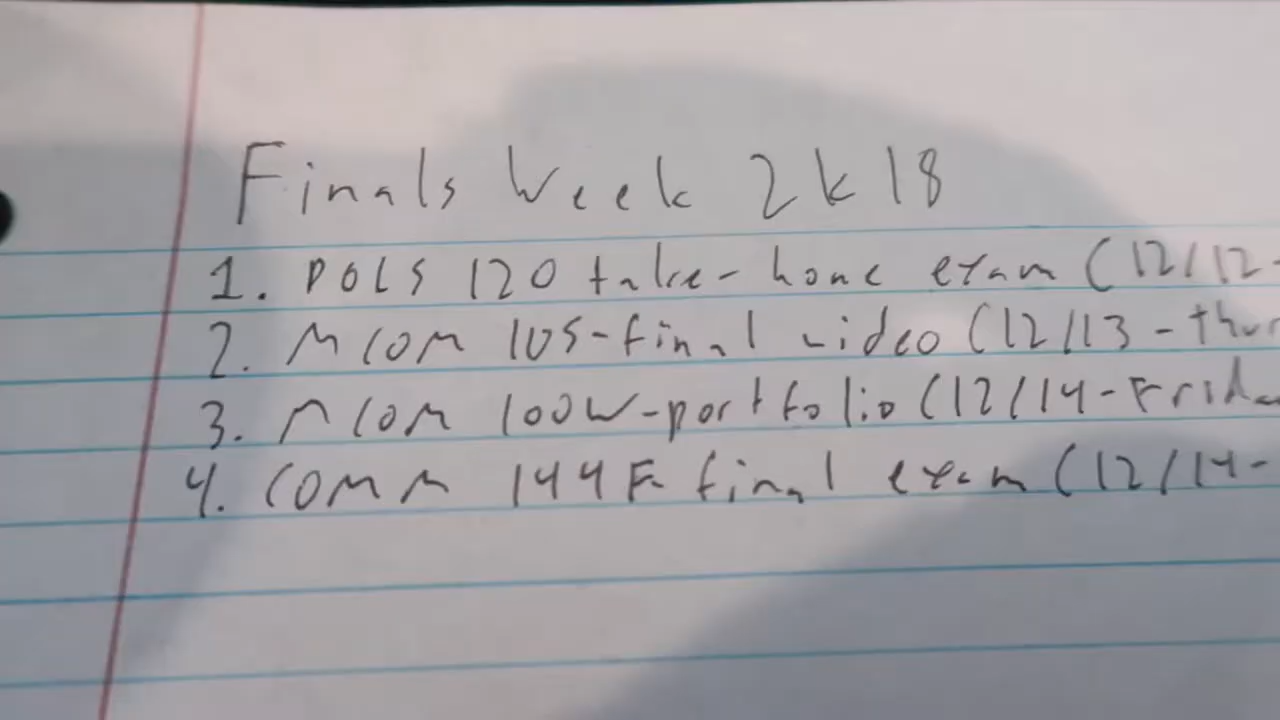 Finals Week 2k18
1. POLS 120 take-home exam (12/12-
2. MCOM 105-final video (12/13-thur
3. MCOM 100W-portfolio (12/14-Frida
4. COMM 144F- final exam (12/14-